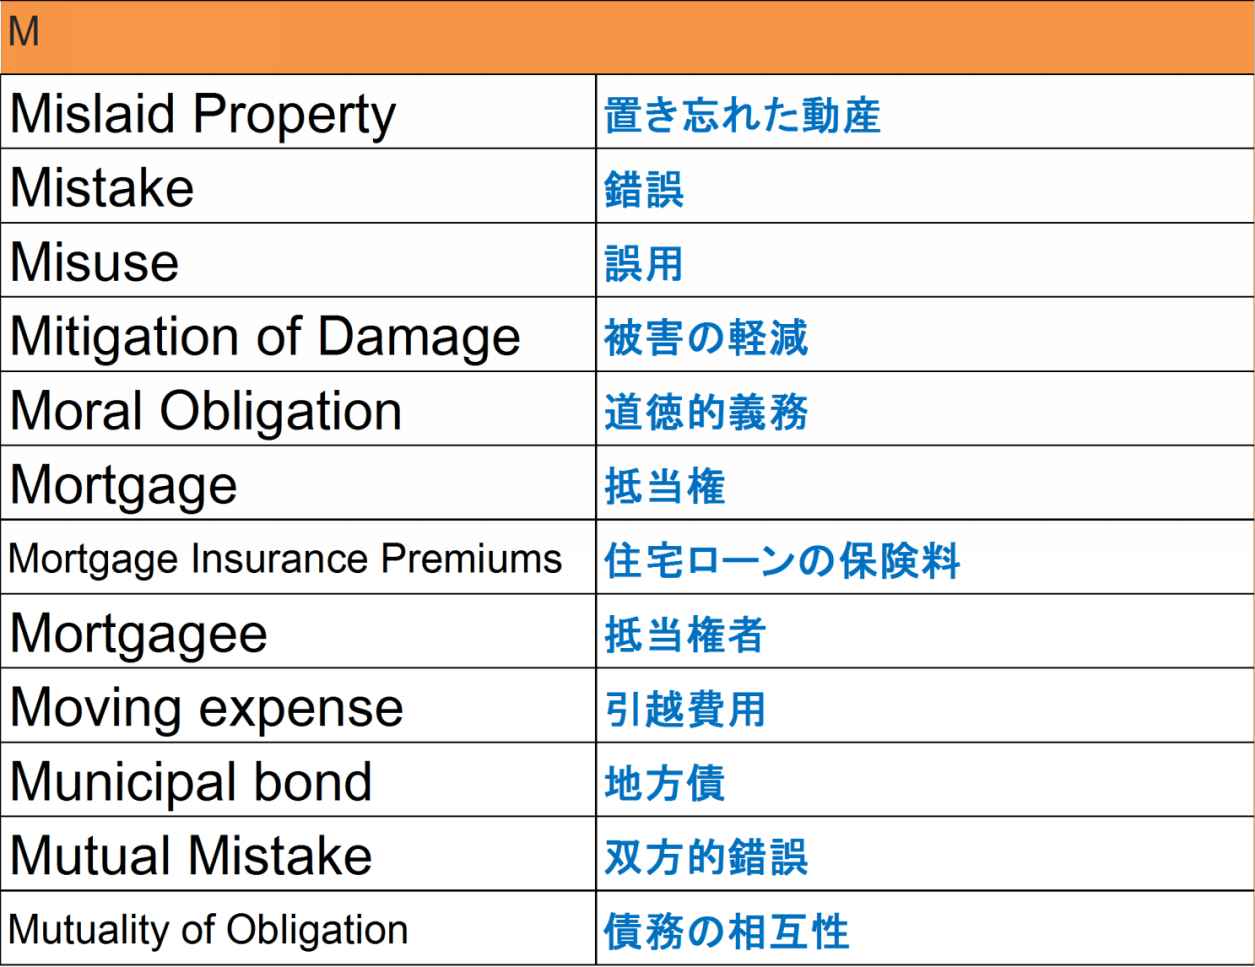 M
Mislaid Property 置き忘れた動産
Mistake 錯誤
Misuse 誤用
Mitigation of Damage 被害の軽減
Moral Obligation 道徳的義務
Mortgage 抵当権
Mortgage Insurance Premiums 住宅ローンの保険料
Mortgagee 抵当権者
Moving expense 引越費用
Municipal bond 地方債
Mutual Mistake 双方的錯誤
Mutuality of Obligation 債務の相互性